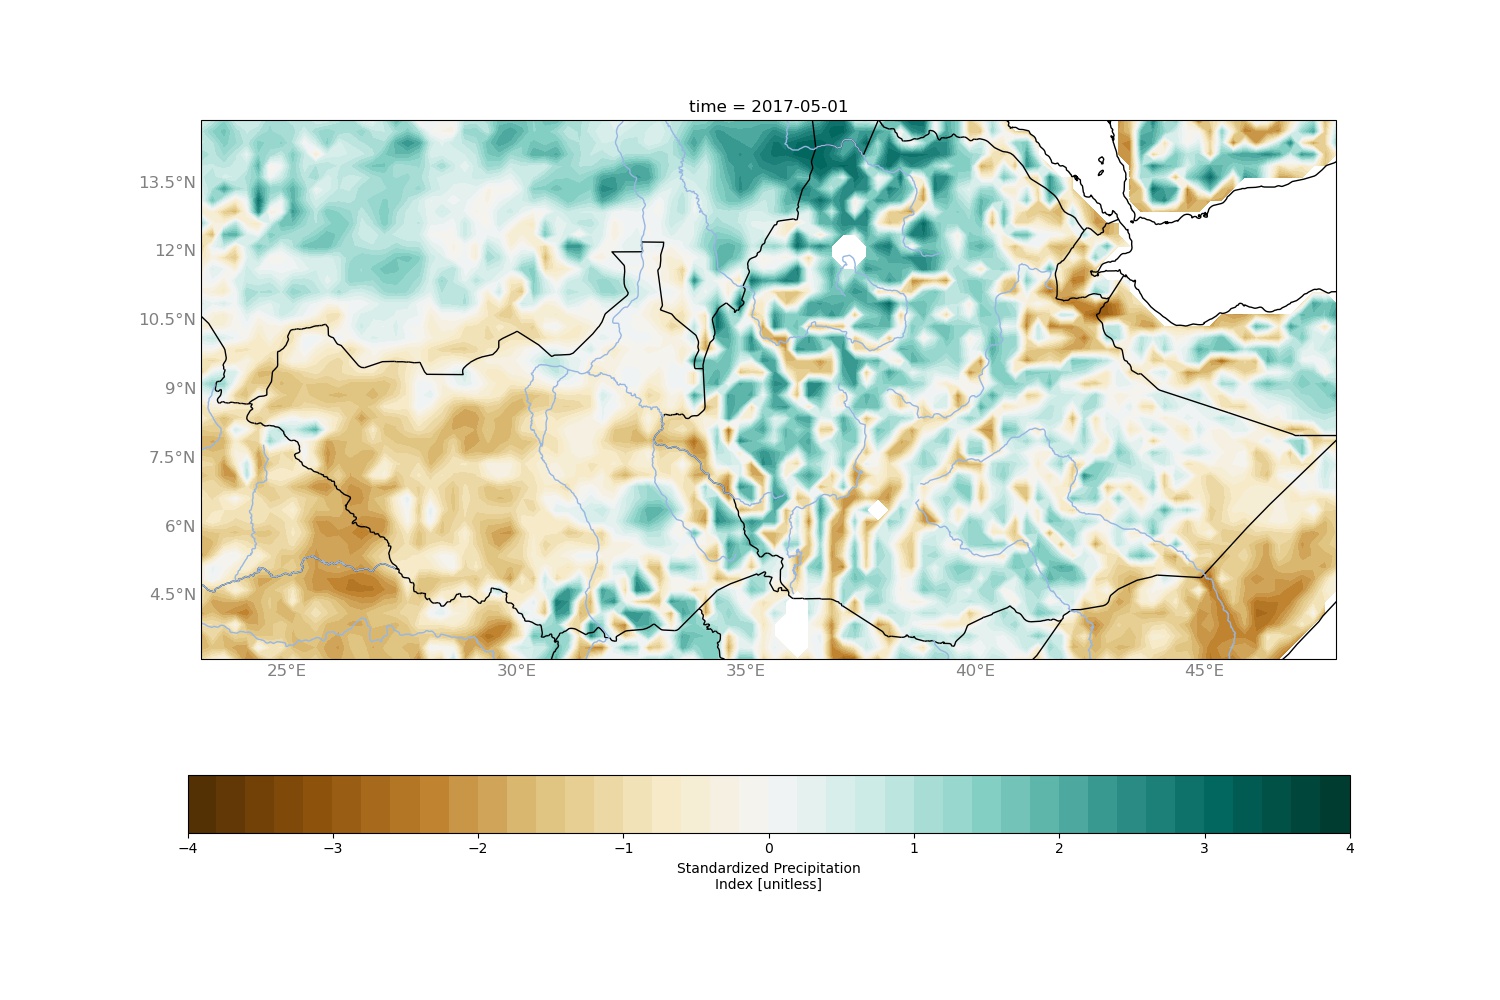 time = 2017-05-01
13.5°N
12°N
10.5°N
9°N
7.5°N
6°N
4.5°N
25°E 30°E 35°E 40°E 45°E
−4 −3 −2 −1 0 1 2 3 4
Standardized Precipitation
Index [unitless]